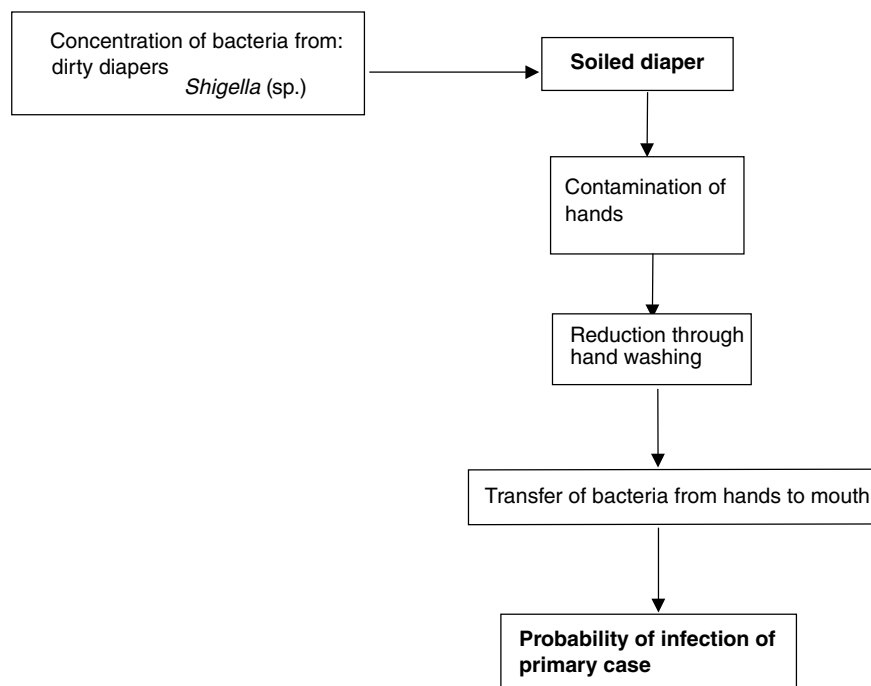 Concentration of bacteria from:
dirty diapers
Shigella (sp.)
Soiled diaper
Contamination of
hands
Reduction through
hand washing
Transfer of bacteria from hands to mouth
Probability of infection of
primary case